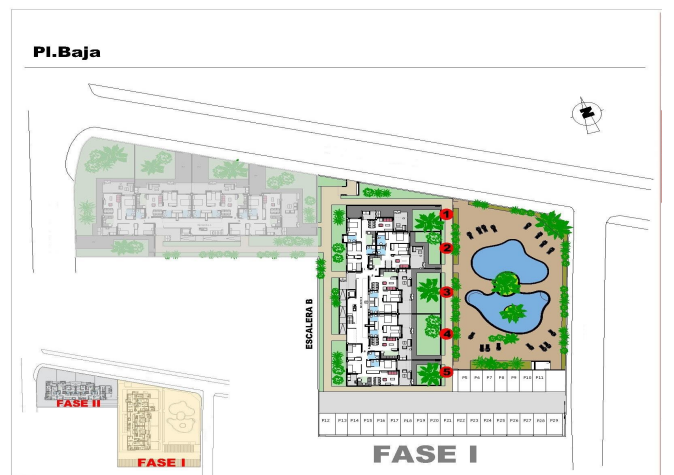 Pl.Baja
N
1
2
3
4
5
ESCALERA B
P5 P6 P7 P8 P9 P10 P11
P12 P13 P14 P15 P16 P17 P18 P19 P20 P21 P22 P23 P24 P25 P26 P27 P28 P29
FASE I
FASE II
FASE I